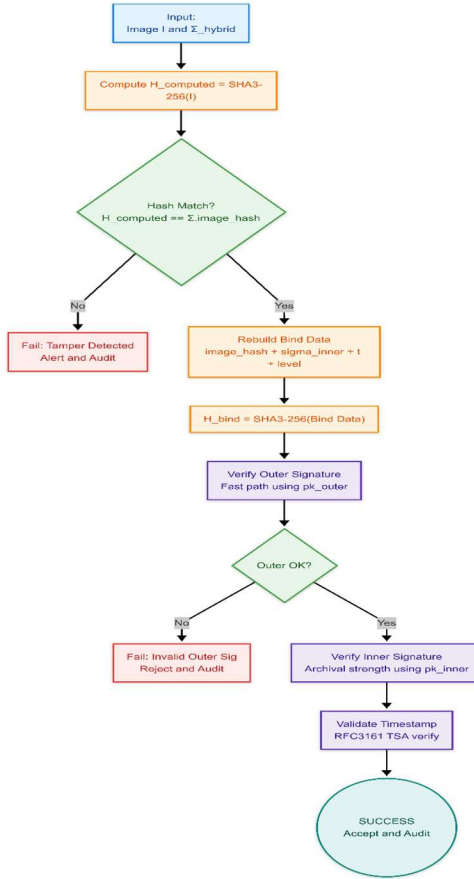 Input:
Image I and Σ_hybrid
Compute H_computed = SHA3-
256(I)
Hash Match?
H_computed == Σ.image_hash
No
Yes
Fail: Tamper Detected
Alert and Audit
Rebuild Bind Data
image_hash + sigma_inner + t
+ level
H_bind = SHA3-256(Bind Data)
Verify Outer Signature
Fast path using pk_outer
Outer OK?
No
Yes
Fail: Invalid Outer Sig
Reject and Audit
Verify Inner Signature
Archival strength using pk_inner
Validate Timestamp
RFC3161 TSA verify
SUCCESS
Accept and Audit